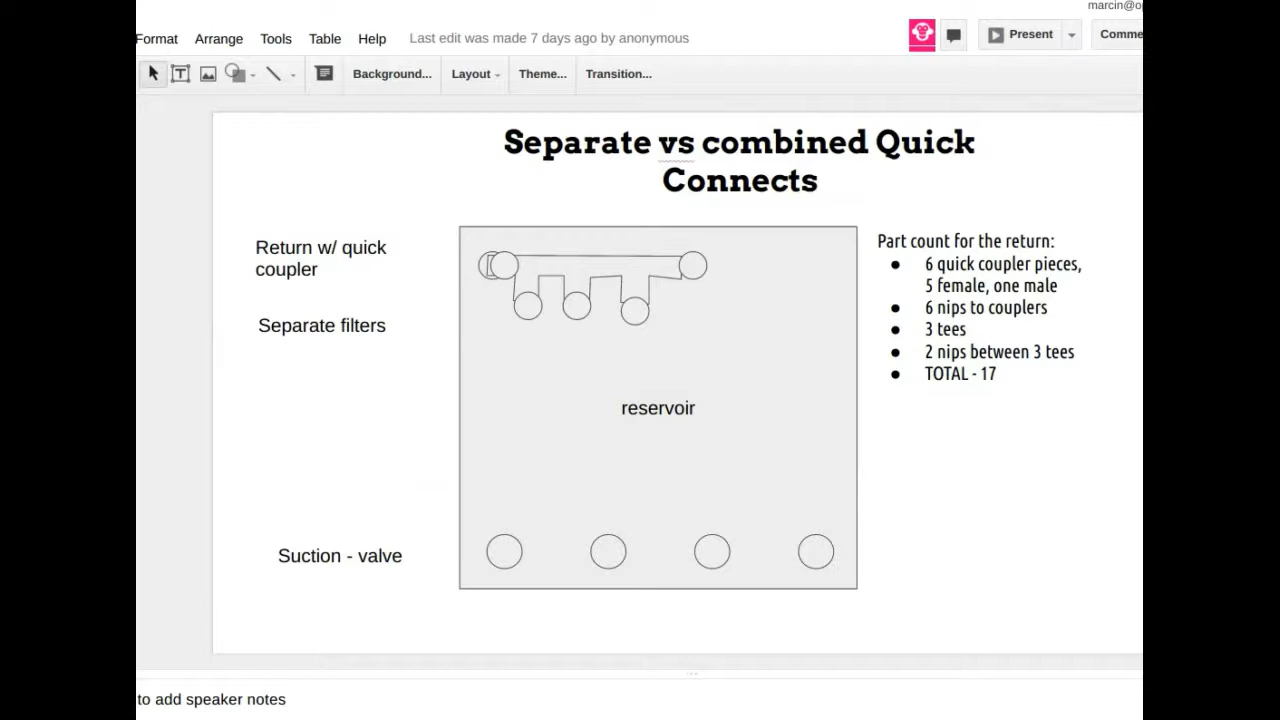 marcin@o
Format Arrange Tools Table Help Last edit was made 7 days ago by anonymous Present Comme
Background... Layout Theme... Transition...
Separate vs combined Quick
Connects
Return w/ quick
coupler
Separate filters
reservoir
Suction - valve
Part count for the return:
● 6 quick coupler pieces,
5 female, one male
● 6 nips to couplers
● 3 tees
● 2 nips between 3 tees
● TOTAL - 17
to add speaker notes